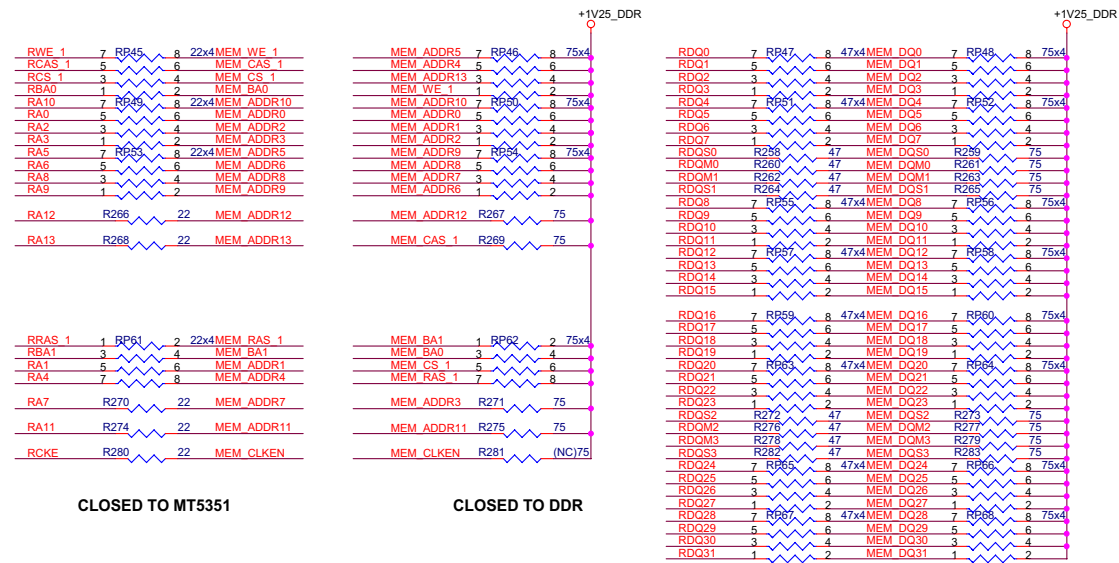 +1V25_DDR +1V25_DDR
RWE_1 7 RP45 8 22x4 MEM_WE_1 MEM_ADDR5 7 RP46 8 75x4 RDQ0 7 RP47 8 47x4 MEM_DQ0 7 RP48 8 75x4
RCAS_1 5 6 MEM_CAS_1 MEM_ADDR4 5 6 RDQ1 5 6 MEM_DQ1 5 6
RCS_1 3 4 MEM_CS_1 MEM_ADDR13 3 4 RDQ2 3 4 MEM_DQ2 3 4
RBA0 1 2 MEM_BA0 MEM_WE_1 1 2 RDQ3 1 2 MEM_DQ3 1 2
RA10 7 RP49 8 22x4 MEM_ADDR10 MEM_ADDR10 7 RP50 8 75x4 RDQ4 7 RP51 8 47x4 MEM_DQ4 7 RP52 8 75x4
RA0 5 6 MEM_ADDR0 MEM_ADDR0 5 6 RDQ5 5 6 MEM_DQ5 5 6
RA2 3 4 MEM_ADDR2 MEM_ADDR1 3 4 RDQ6 3 4 MEM_DQ6 3 4
RA3 1 2 MEM_ADDR3 MEM_ADDR2 1 2 RDQ7 1 2 MEM_DQ7 1 2
RA5 7 RP53 8 22x4 MEM_ADDR5 MEM_ADDR9 7 RP54 8 75x4 RDQS0 R258 47 MEM_DQS0 R259 75
RA6 5 6 MEM_ADDR6 MEM_ADDR8 5 6 RDQM0 R260 47 MEM_DQM0 R261 75
RA8 3 4 MEM_ADDR8 MEM_ADDR7 3 4 RDQM1 R262 47 MEM_DQM1 R263 75
RA9 1 2 MEM_ADDR9 MEM_ADDR6 1 2 RDQS1 R264 47 MEM_DQS1 R265 75
RDQ8 7 RP55 8 47x4 MEM_DQ8 7 RP56 8 75x4
RA12 R266 22 MEM_ADDR12 MEM_ADDR12 R267 75 RDQ9 5 6 MEM_DQ9 5 6
RDQ10 3 4 MEM_DQ10 3 4
RA13 R268 22 MEM_ADDR13 MEM_CAS_1 R269 75 RDQ11 1 2 MEM_DQ11 1 2
RDQ12 7 RP57 8 47x4 MEM_DQ12 7 RP58 8 75x4
RDQ13 5 6 MEM_DQ13 5 6
RDQ14 3 4 MEM_DQ14 3 4
RDQ15 1 2 MEM_DQ15 1 2
RDQ16 7 RP59 8 47x4 MEM_DQ16 7 RP60 8 75x4
RDQ17 5 6 MEM_DQ17 5 6
RRAS_1 1 RP61 2 22x4 MEM_RAS_1 MEM_BA1 1 RP62 2 75x4 RDQ18 3 4 MEM_DQ18 3 4
RBA1 3 4 MEM_BA1 MEM_BA0 3 4 RDQ19 1 2 MEM_DQ19 1 2
RA1 5 6 MEM_ADDR1 MEM_CS_1 5 6 RDQ20 7 RP63 8 47x4 MEM_DQ20 7 RP64 8 75x4
RA4 7 8 MEM_ADDR4 MEM_RAS_1 7 8 RDQ21 5 6 MEM_DQ21 5 6
RDQ22 3 4 MEM_DQ22 3 4
RA7 R270 22 MEM_ADDR7 MEM_ADDR3 R271 75 RDQ23 1 2 MEM_DQ23 1 2
RDQS2 R272 47 MEM_DQS2 R273 75
RA11 R274 22 MEM_ADDR11 MEM_ADDR11 R275 75 RDQM2 R276 47 MEM_DQM2 R277 75
RDQM3 R278 47 MEM_DQM3 R279 75
RCKE R280 22 MEM_CLKEN MEM_CLKEN R281 (NC)75 RDQS3 R282 47 MEM_DQS3 R283 75
RDQ24 7 RP65 8 47x4 MEM_DQ24 7 RP66 8 75x4
RDQ25 5 6 MEM_DQ25 5 6
RDQ26 3 4 MEM_DQ26 3 4
CLOSED TO MT5351 CLOSED TO DDR RDQ27 1 2 MEM_DQ27 1 2
RDQ28 7 RP67 8 47x4 MEM_DQ28 7 RP68 8 75x4
RDQ29 5 6 MEM_DQ29 5 6
RDQ30 3 4 MEM_DQ30 3 4
RDQ31 1 2 MEM_DQ31 1 2